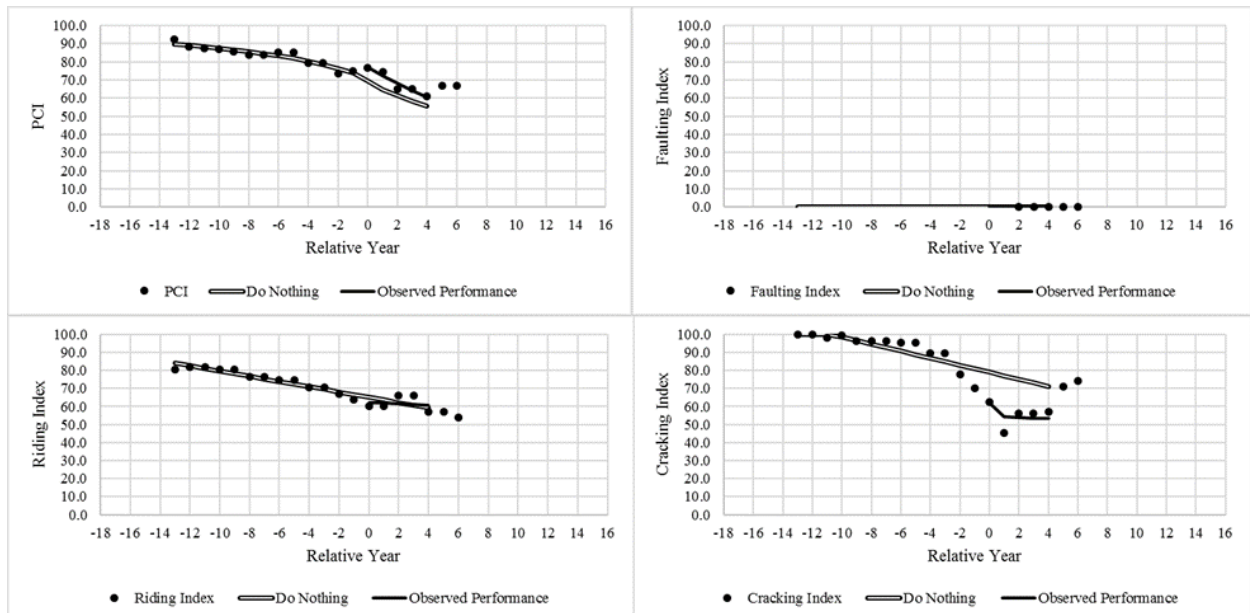 100.0
90.0
80.0
70.0
60.0
50.0
40.0
30.0
20.0
10.0
0.0
PCI
-18 -16 -14 -12 -10 -8 -6 -4 -2 0 2 4 6 8 10 12 14 16
Relative Year
PCI Do Nothing Observed Performance
100.0
90.0
80.0
70.0
60.0
50.0
40.0
30.0
20.0
10.0
0.0
Faulting Index
-18 -16 -14 -12 -10 -8 -6 -4 -2 0 2 4 6 8 10 12 14 16
Relative Year
Faulting Index Do Nothing Observed Performance
100.0
90.0
80.0
70.0
60.0
50.0
40.0
30.0
20.0
10.0
0.0
Riding Index
-18 -16 -14 -12 -10 -8 -6 -4 -2 0 2 4 6 8 10 12 14 16
Relative Year
Riding Index Do Nothing Observed Performance
100.0
90.0
80.0
70.0
60.0
50.0
40.0
30.0
20.0
10.0
0.0
Cracking Index
-18 -16 -14 -12 -10 -8 -6 -4 -2 0 2 4 6 8 10 12 14 16
Relative Year
Cracking Index Do Nothing Observed Performance